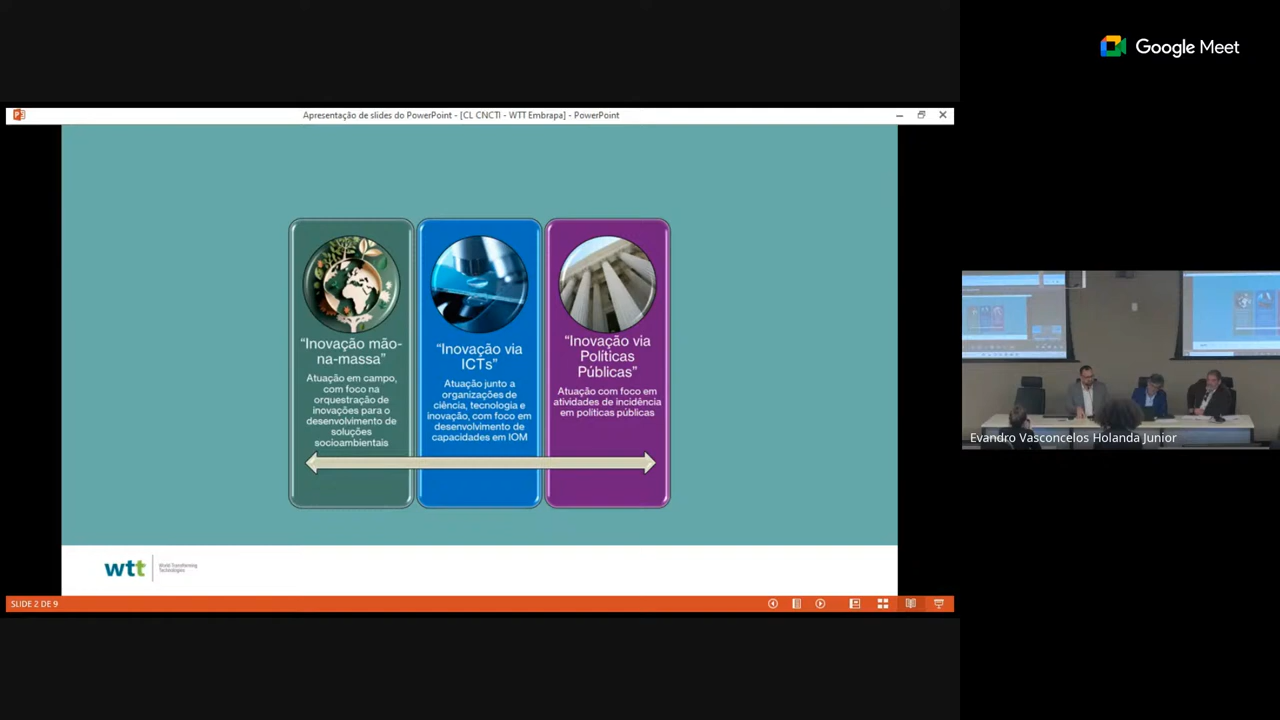 Google Meet
Apresentação de slides do PowerPoint - [CL CNCTI - WTT Embrapa] - PowerPoint
“Inovação mão-
na-massa”
Atuação em campo,
com foco na
orquestração de
inovações para o
desenvolvimento de
soluções
socioambientais
“Inovação via
ICTs”
Atuação junto a
organizações de
ciência, tecnologia e
inovação, com foco em
desenvolvimento de
capacidades em IOM
“Inovação via
Políticas
Públicas”
Atuação com foco em
atividades de incidência
em políticas públicas
Evandro Vasconcelos Holanda Junior
wtt
World-Transforming
Technologies
SLIDE 2 DE 9